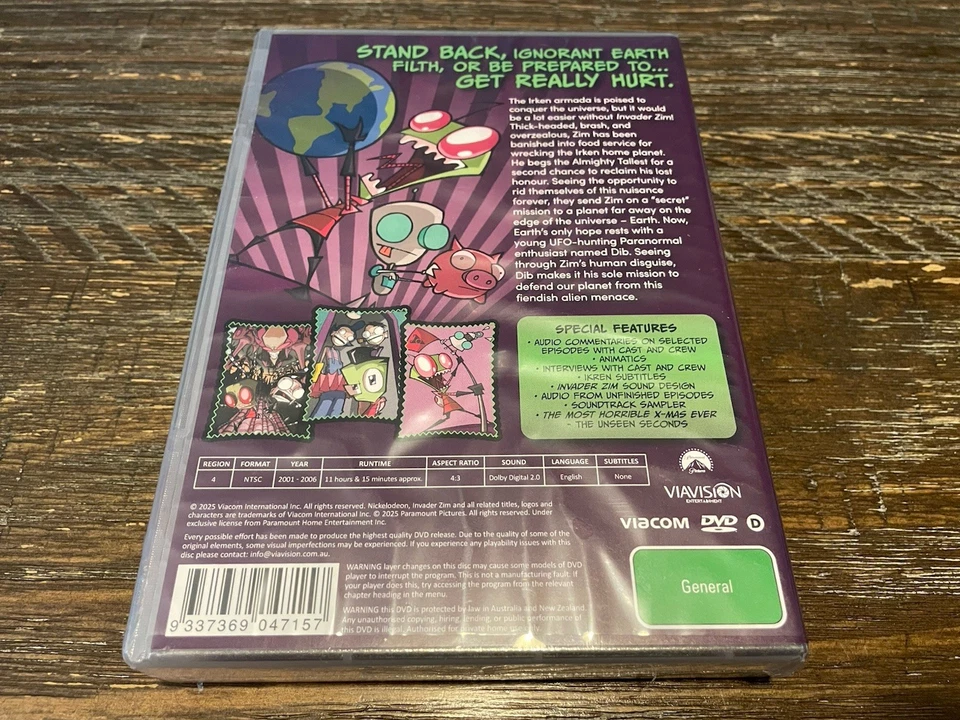 STAND BACK, IGNORANT EARTH
FILTH, OR BE PREPARED TO...
GET REALLY HURT.
The Irken armada is poised to
conquer the universe, but it would
be a lot easier without Invader Zim!
Thick-headed, brash, and
overzealous, Zim has been
banished into food service for
wrecking the Irken home planet.
He begs the Almighty Tallest for a
second chance to reclaim his lost
honour. Seeing the opportunity to
rid themselves of this nuisance
forever, they send Zim on a "secret"
mission to a planet far away on the
edge of the universe – Earth. Now,
Earth's only hope rests with a
young UFO-hunting Paranormal
enthusiast named Dib. Seeing
through Zim's human disguise,
Dib makes it his sole mission to
defend our planet from this
fiendish alien menace.
SPECIAL FEATURES
• AUDIO COMMENTARIES ON SELECTED
EPISODES WITH CAST AND CREW
• ANIMATICS
• INTERVIEWS WITH CAST AND CREW
• IKREN SUBTITLES
• INVADER ZIM SOUND DESIGN
• AUDIO FROM UNFINISHED EPISODES
• SOUNDTRACK SAMPLER
• THE MOST HORRIBLE X-MAS EVER
- THE UNSEEN SECONDS
REGION FORMAT YEAR RUNTIME ASPECT RATIO SOUND LANGUAGE SUBTITLES
4 NTSC 2001 - 2006 11 hours & 15 minutes approx. 4:3 Dolby Digital 2.0 English None
Paramount
Pictures
VIAVISION
ENTERTAINMENT
© 2025 Viacom International Inc. All rights reserved. Nickelodeon, Invader Zim and all related titles, logos and
characters are trademarks of Viacom International Inc. © 2025 Paramount Pictures. All rights reserved. Under
exclusive license from Paramount Home Entertainment Inc.
VIACOM DVD D
Every possible effort has been made to produce the highest quality DVD release. Due to the quality of some of the
original elements, some visual imperfections may be experienced. If you experience any playability issues with this
disc please contact: info@viavision.com.au.
WARNING layer changes on this disc may cause some models of DVD
player to interrupt the program. This is not a manufacturing fault. If
your player does this, try accessing the program from the relevant
chapter heading in the menu.
WARNING this DVD is protected by law in Australia and New Zealand.
Any unauthorised copying, hiring, lending, or public performance of
this DVD is illegal. Authorised for private home
General
9 337369 047157